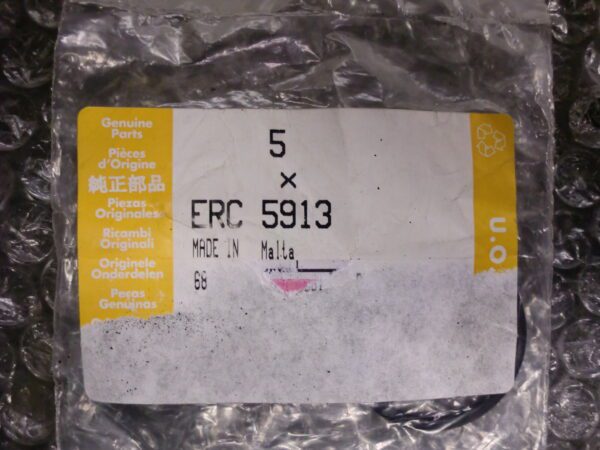 Genuine
Parts
Pièces
d'Origine
純正部品
Piezas
Originales
Ricambi
Originali
Originele
Onderdelen
Peças
Genuínas
5
×
ERC 5913
MADE IN Malta
68
U.O